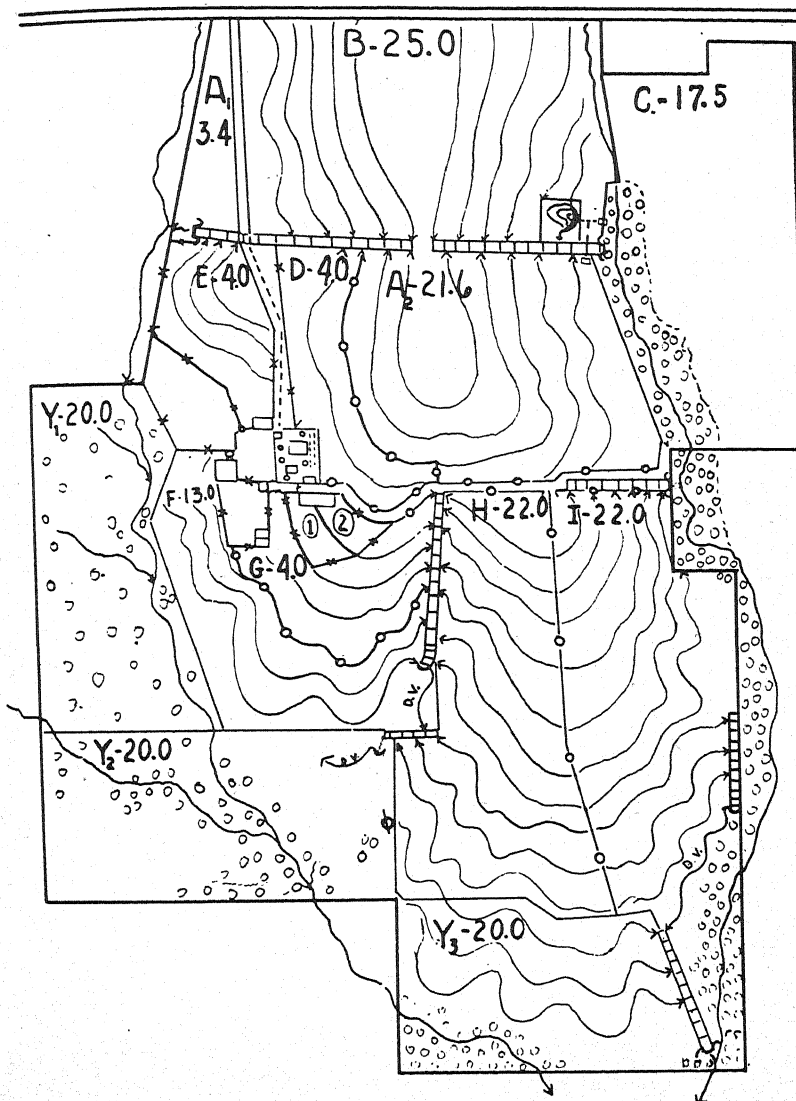 B-25.0
A₁
3.4
C.-17.5
E-4.0
D-4.0
A₂-21.6
Y₁-20.0
F-13.0
① ②
H-22.0
I-22.0
G-4.0
D.V.
Y₂-20.0
D.V.
Y₃-20.0